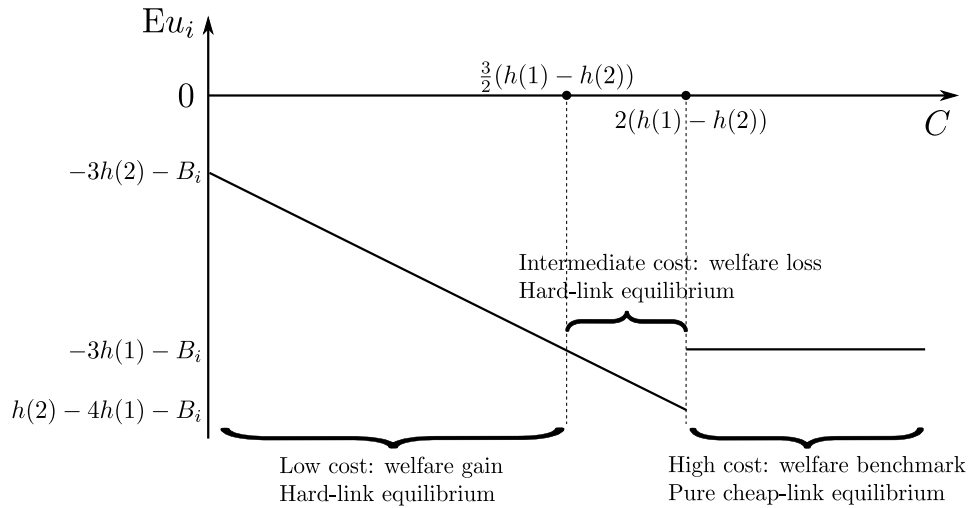 Eu_i
3/2(h(1) − h(2))
0
2(h(1) − h(2))
C
−3h(2) − B_i
Intermediate cost: welfare loss
Hard-link equilibrium
−3h(1) − B_i
h(2) − 4h(1) − B_i
Low cost: welfare gain
Hard-link equilibrium
High cost: welfare benchmark
Pure cheap-link equilibrium